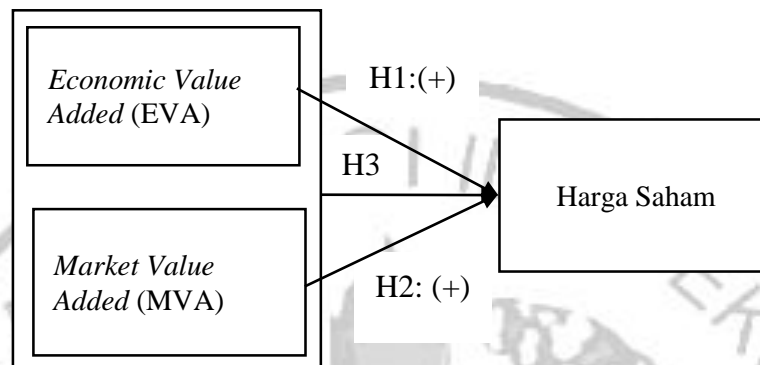 Economic Value
Added (EVA)
H1:(+)
H3
Harga Saham
Market Value
Added (MVA)
H2: (+)